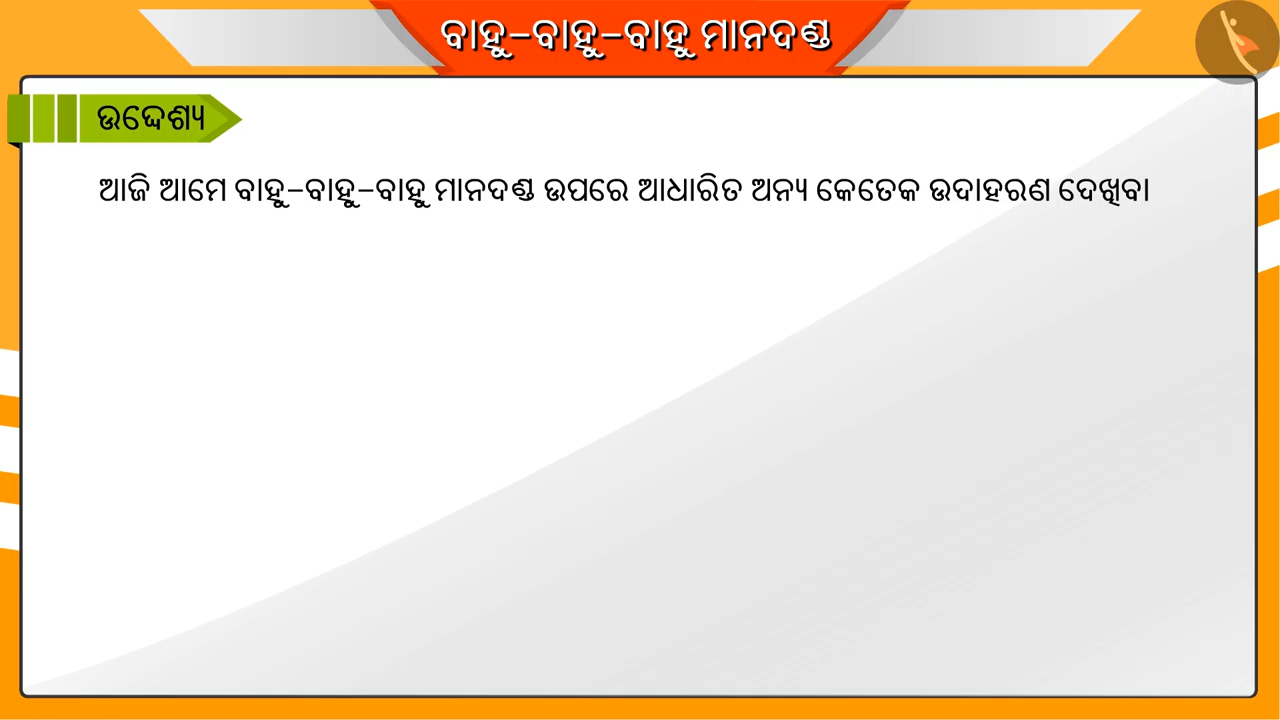 ବାହୁ–ବାହୁ–ବାହୁ ମାନଦଣ୍ଡ
ଉଦ୍ଦେଶ୍ୟ
ଆଜି ଆମେ ବାହୁ–ବାହୁ–ବାହୁ ମାନଦଣ୍ଡ ଉପରେ ଆଧାରିତ ଅନ୍ୟ କେତେକ ଉଦାହରଣ ଦେଖିବା